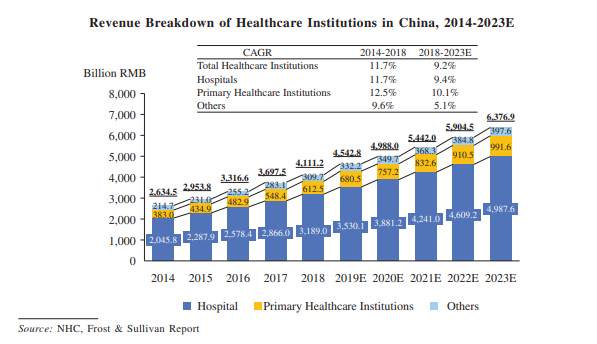 Revenue Breakdown of Healthcare Institutions in China, 2014-2023E
CAGR 2014-2018 2018-2023E
Total Healthcare Institutions 11.7% 9.2%
Hospitals 11.7% 9.4%
Primary Healthcare Institutions 12.5% 10.1%
Others 9.6% 5.1%
Billion RMB
8,000
7,000
6,000
5,000
4,000
3,000
2,000
1,000
0
2,634.5 2,953.8 3,316.6 3,697.5 4,111.2 4,542.8 4,988.0 5,442.0 5,904.5 6,376.9
214.7 231.0 255.2 283.1 309.7 332.2 349.7 368.3 384.8 397.6
383.0 434.9 482.9 548.4 612.5 680.5 757.2 832.6 910.5 991.6
2,045.8 2,287.9 2,578.4 2,866.0 3,189.0 3,530.1 3,881.2 4,241.0 4,609.2 4,987.6
2014 2015 2016 2017 2018 2019E 2020E 2021E 2022E 2023E
Hospital Primary Healthcare Institutions Others
Source: NHC, Frost & Sullivan Report